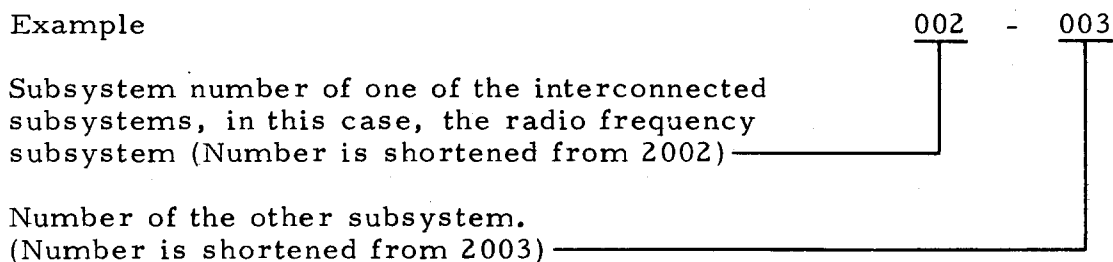 Example 002 - 003
Subsystem number of one of the interconnected
subsystems, in this case, the radio frequency
subsystem (Number is shortened from 2002)
Number of the other subsystem.
(Number is shortened from 2003)